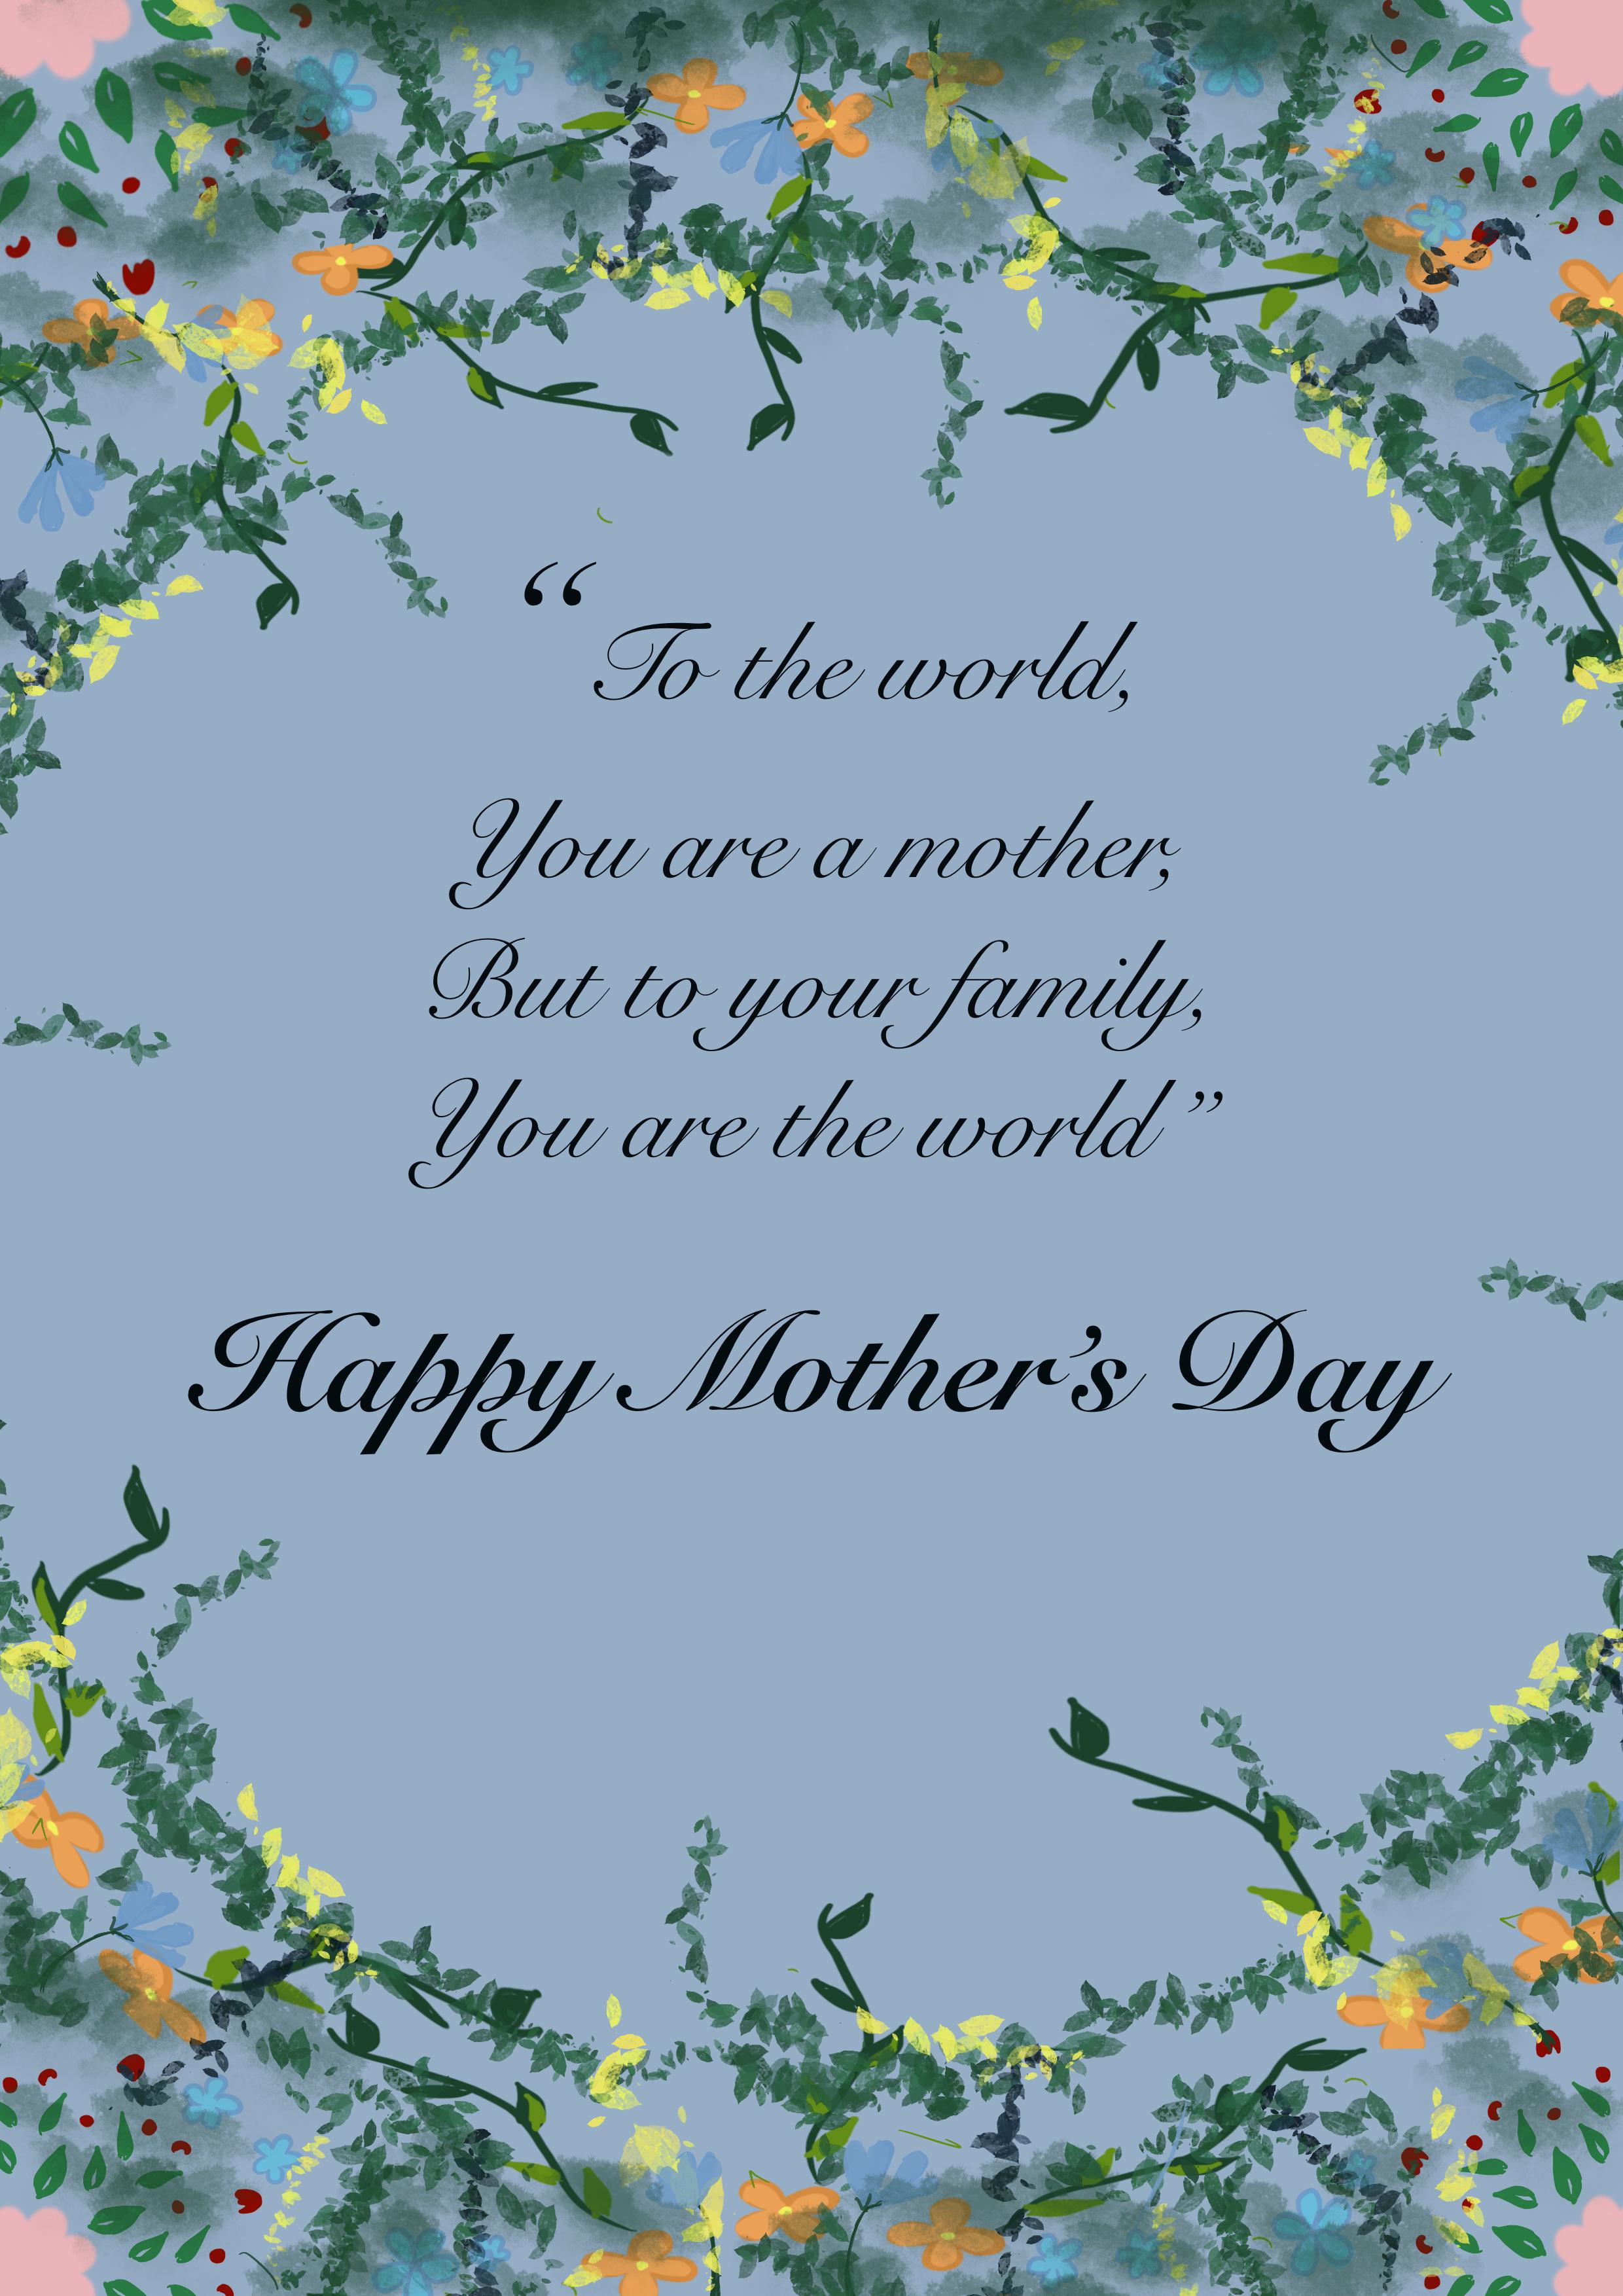 “To the world,
You are a mother,
But to your family,
You are the world”
Happy Mother’s Day